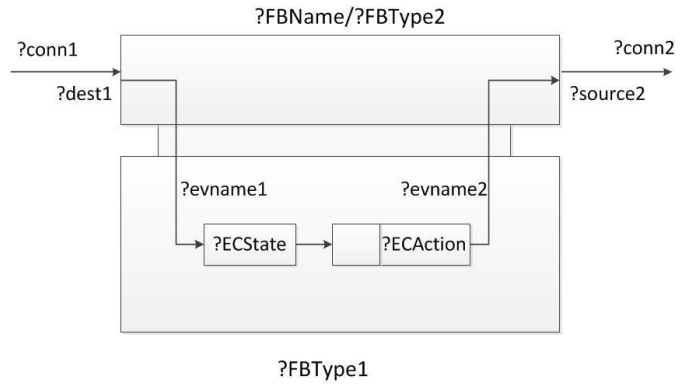 ?FBName/?FBType2
?conn1
?conn2
?dest1
?source2
?evname1
?evname2
?ECState
?ECAction
?FBType1